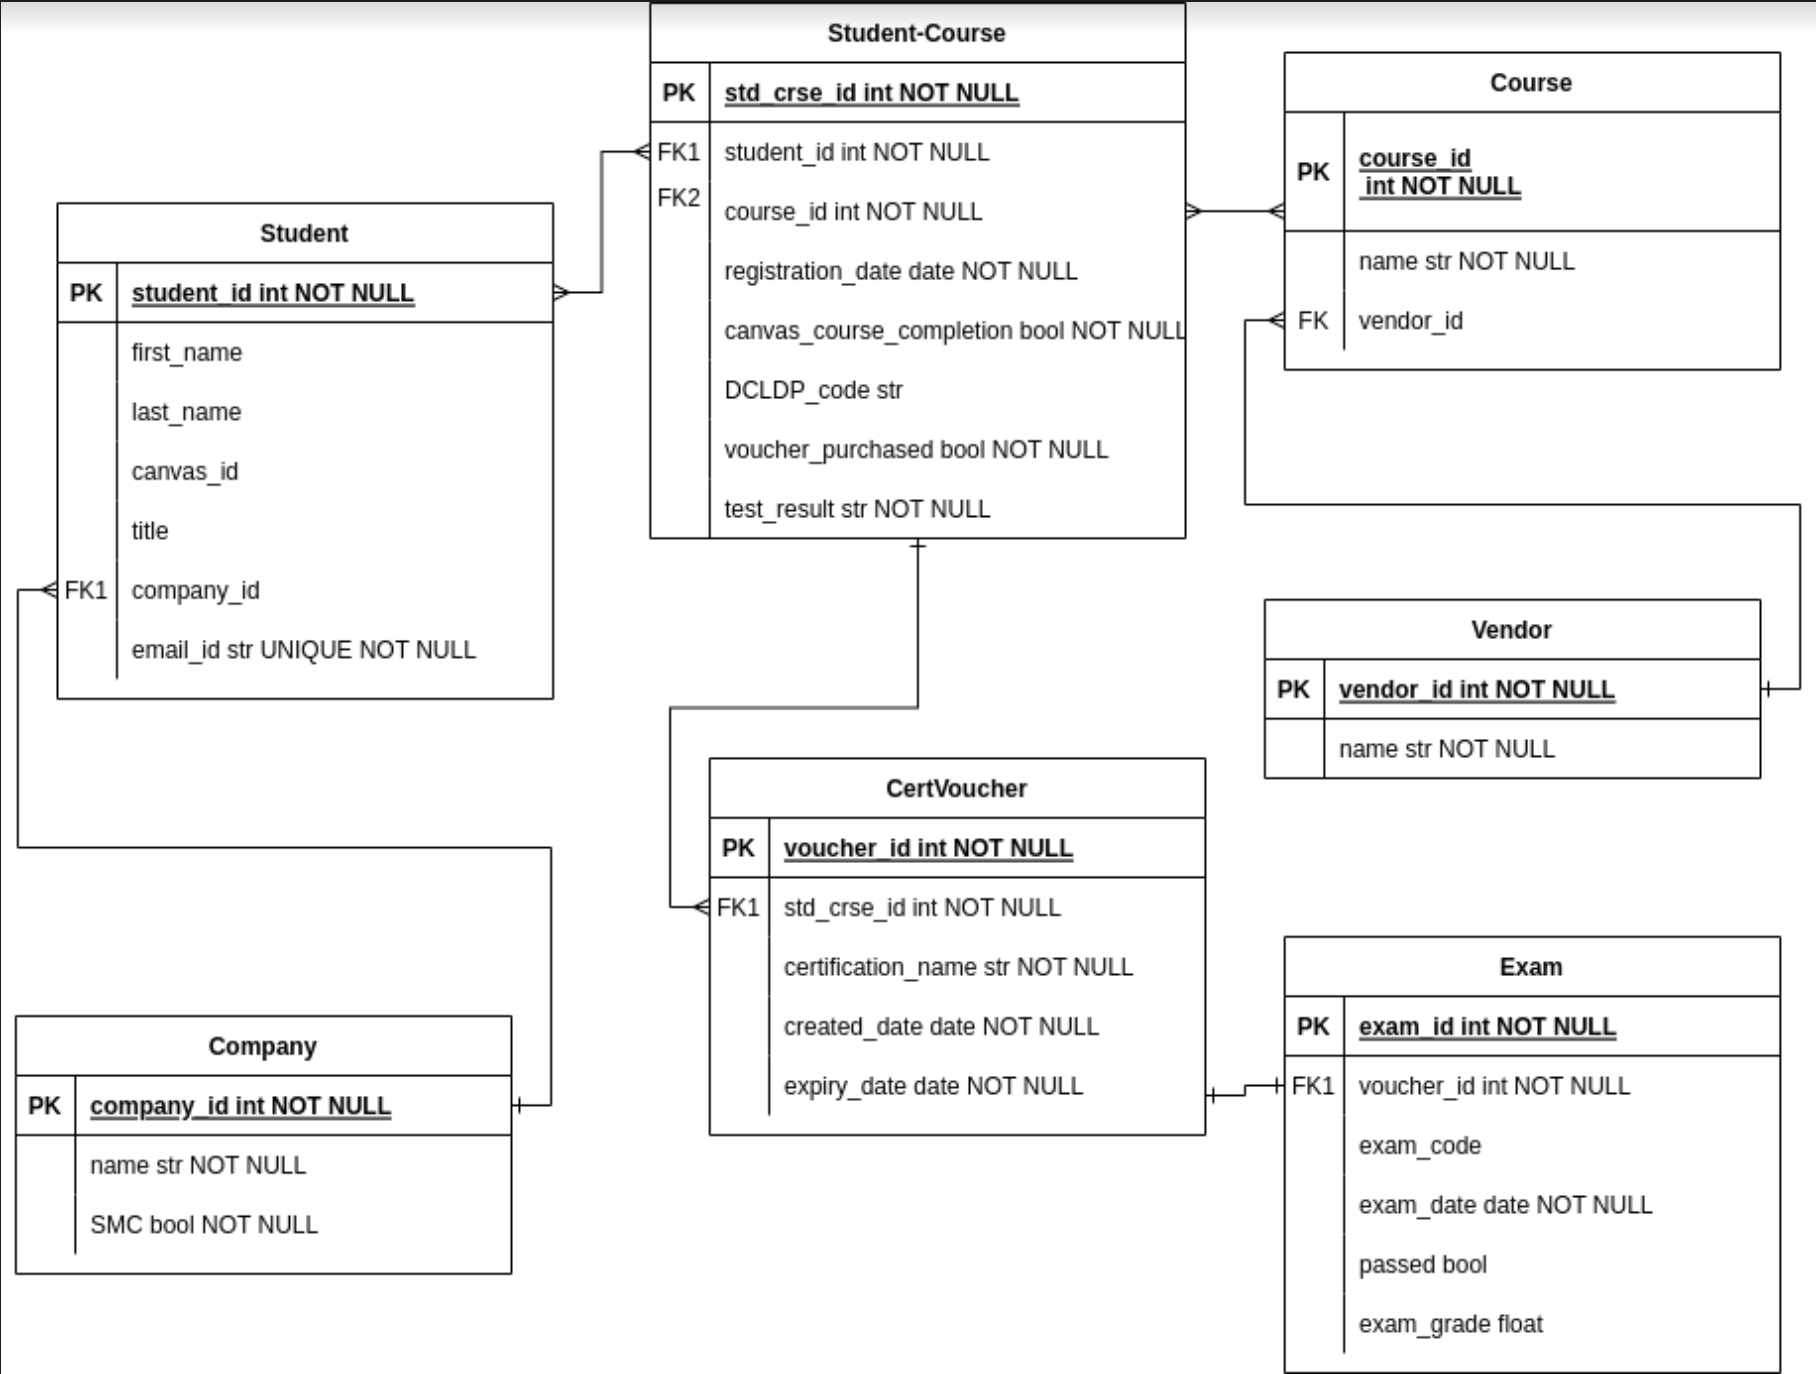 Student-Course
PK std_crse_id int NOT NULL
FK1 student_id int NOT NULL
FK2 course_id int NOT NULL
registration_date date NOT NULL
canvas_course_completion bool NOT NULL
DCLDP_code str
voucher_purchased bool NOT NULL
test_result str NOT NULL
Course
PK course_id
int NOT NULL
name str NOT NULL
FK vendor_id
Student
PK student_id int NOT NULL
first_name
last_name
canvas_id
title
FK1 company_id
email_id str UNIQUE NOT NULL
Vendor
PK vendor_id int NOT NULL
name str NOT NULL
CertVoucher
PK voucher_id int NOT NULL
FK1 std_crse_id int NOT NULL
certification_name str NOT NULL
created_date date NOT NULL
expiry_date date NOT NULL
Exam
PK exam_id int NOT NULL
FK1 voucher_id int NOT NULL
exam_code
exam_date date NOT NULL
passed bool
exam_grade float
Company
PK company_id int NOT NULL
name str NOT NULL
SMC bool NOT NULL